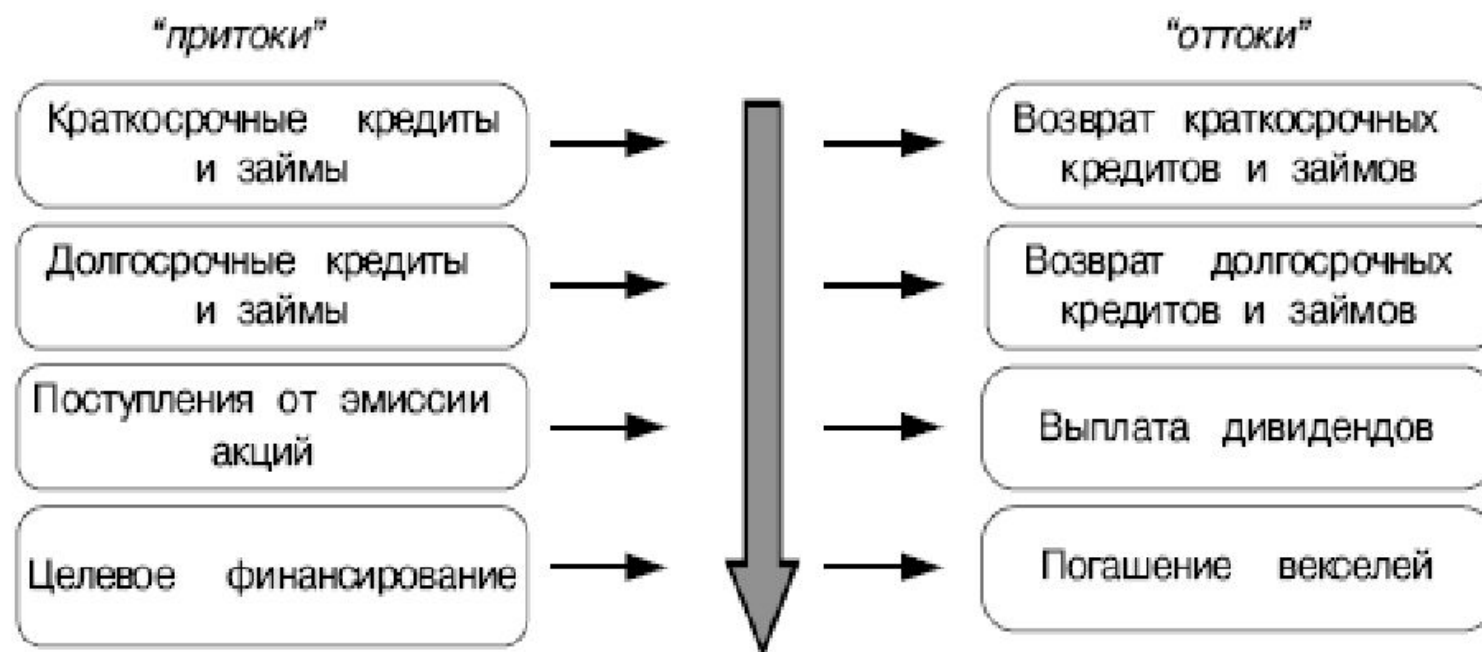 “притоки”
“оттоки”
Краткосрочные кредиты
и займы
Возврат краткосрочных
кредитов и займов
Долгосрочные кредиты
и займы
Возврат долгосрочных
кредитов и займов
Поступления от эмиссии
акций
Выплата дивидендов
Целевое финансирование
Погашение векселей